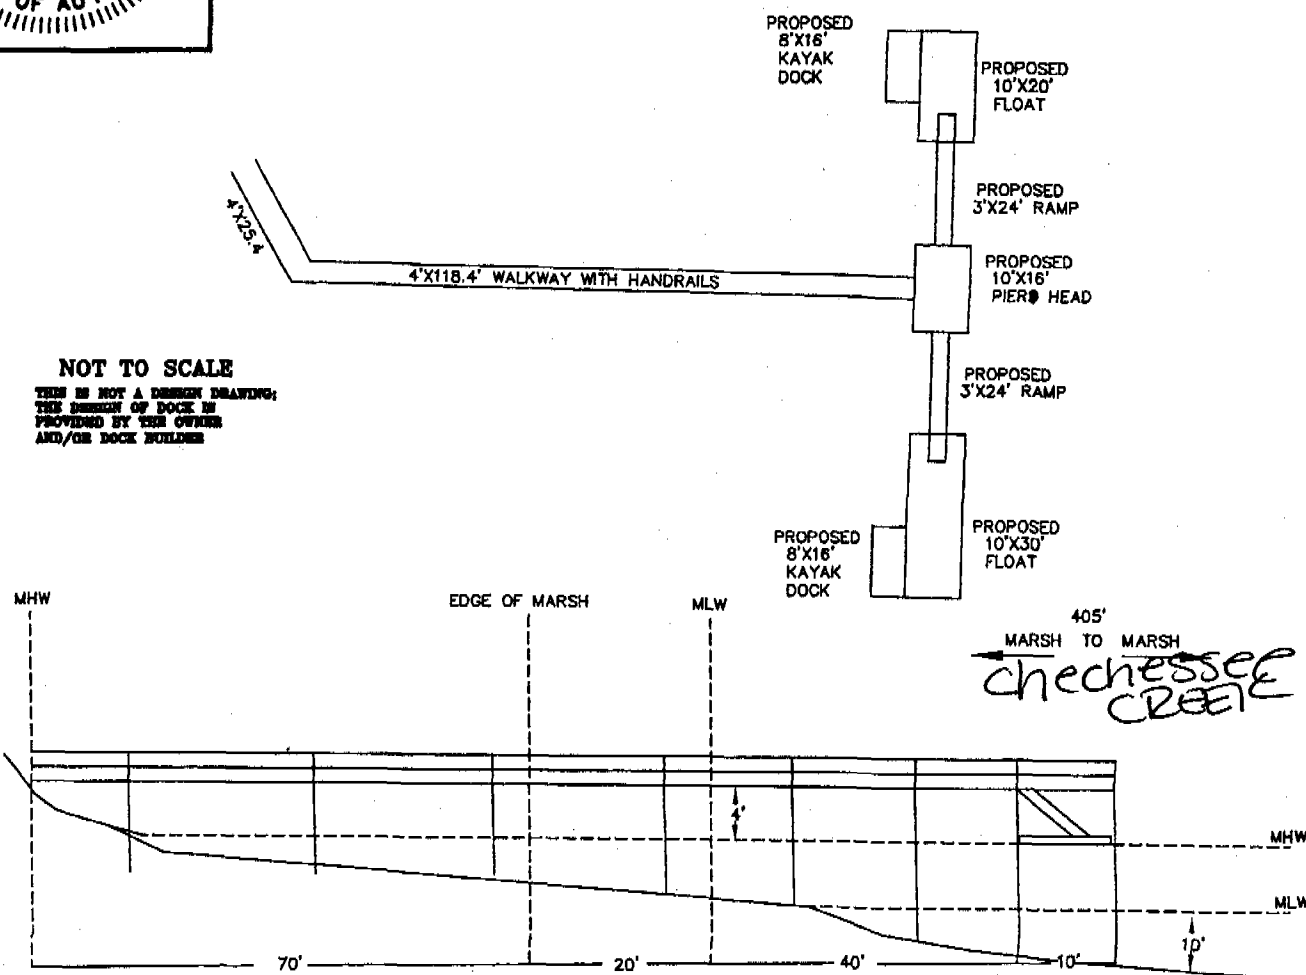 OF AU
PROPOSED
8'X16'
KAYAK
DOCK
PROPOSED
10'X20'
FLOAT
PROPOSED
3'X24' RAMP
4'X25.4
4'X118.4' WALKWAY WITH HANDRAILS
PROPOSED
10'X16'
PIER HEAD
NOT TO SCALE
THIS IS NOT A DESIGN DRAWING;
THE DESIGN OF DOCK IS
PROVIDED BY THE OWNER
AND/OR DOCK BUILDER
PROPOSED
3'X24' RAMP
PROPOSED
8'X16'
KAYAK
DOCK
PROPOSED
10'X30'
FLOAT
MHW
EDGE OF MARSH
MLW
405'
MARSH TO MARSH
Chechessee
CREEK
4'
MHW
MLW
10'
70'
20'
40'
10'